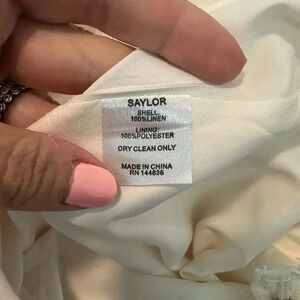 SAYLOR
SHELL:
100%LINEN
LINING:
100%POLYESTER
DRY CLEAN ONLY
MADE IN CHINA
RN 144636